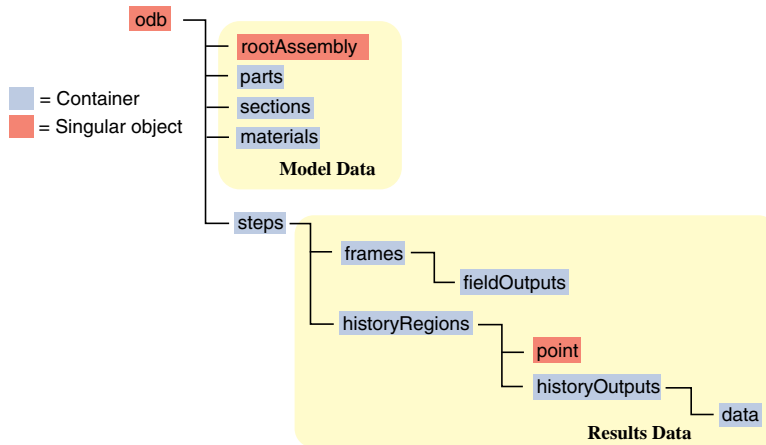 odb
rootAssembly
parts
sections
materials
Model Data
= Container
= Singular object
steps
frames
fieldOutputs
historyRegions
point
historyOutputs
data
Results Data